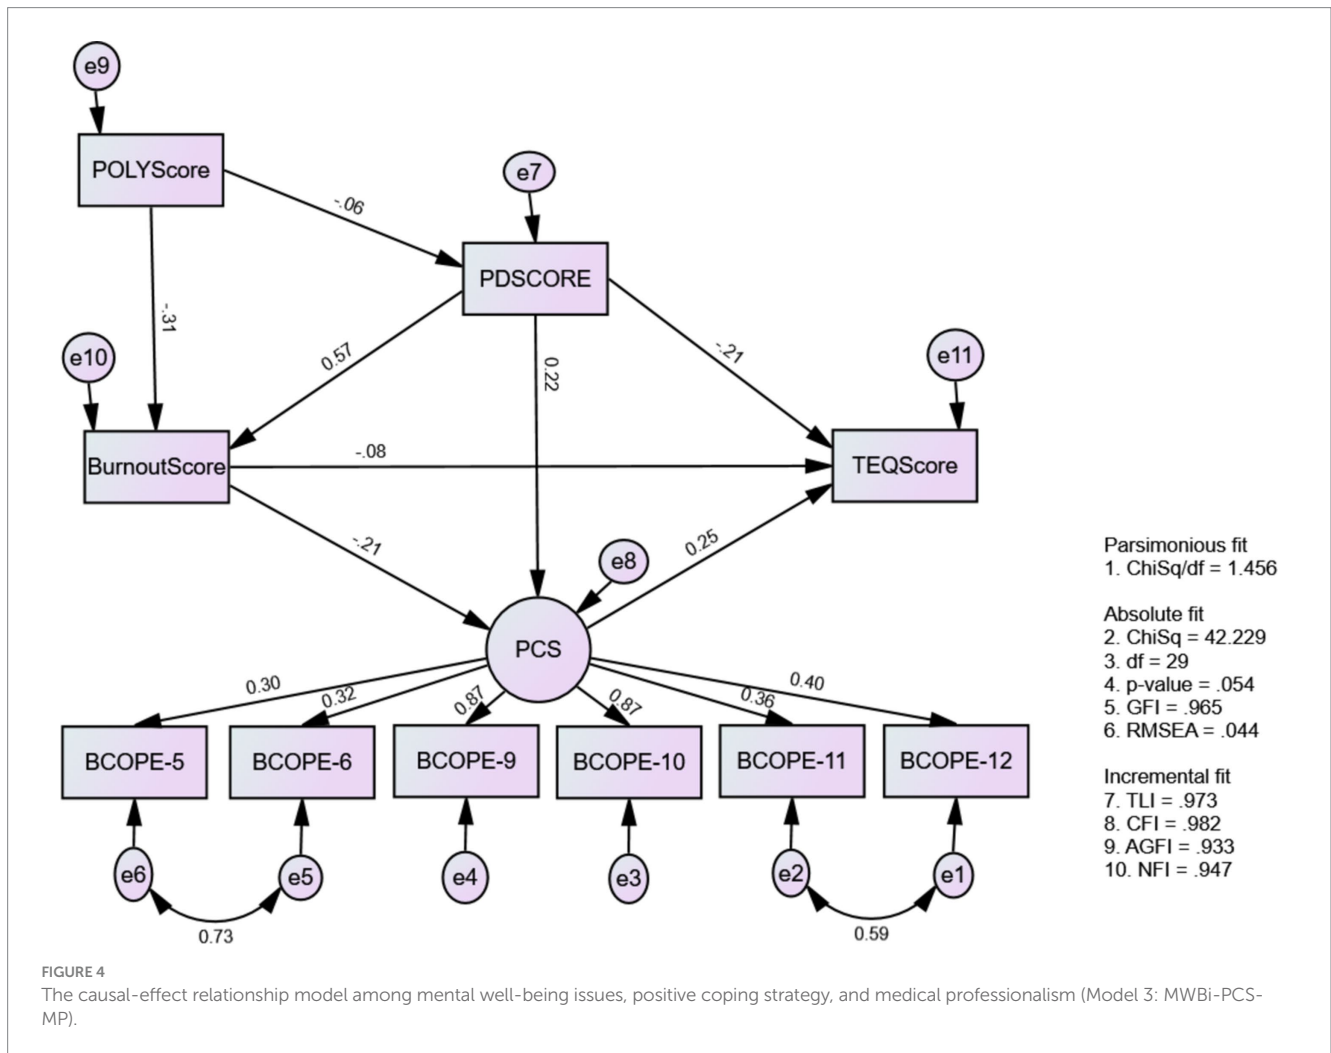 e9
POLYScore
e7
-.06
PDSCORE
-.31
e10
0.57
0.22
-.21
e11
BurnoutScore
-.08
TEQScore
-.21
0.25
e8
PCS
0.30
0.32
0.87
0.87
0.36
0.40
BCOPE-5
BCOPE-6
BCOPE-9
BCOPE-10
BCOPE-11
BCOPE-12
e6
e5
e4
e3
e2
e1
0.73
0.59
Parsimonious fit
1. ChiSq/df = 1.456
Absolute fit
2. ChiSq = 42.229
3. df = 29
4. p-value = .054
5. GFI = .965
6. RMSEA = .044
Incremental fit
7. TLI = .973
8. CFI = .982
9. AGFI = .933
10. NFI = .947
FIGURE 4
The causal-effect relationship model among mental well-being issues, positive coping strategy, and medical professionalism (Model 3: MWBi-PCS-
MP).